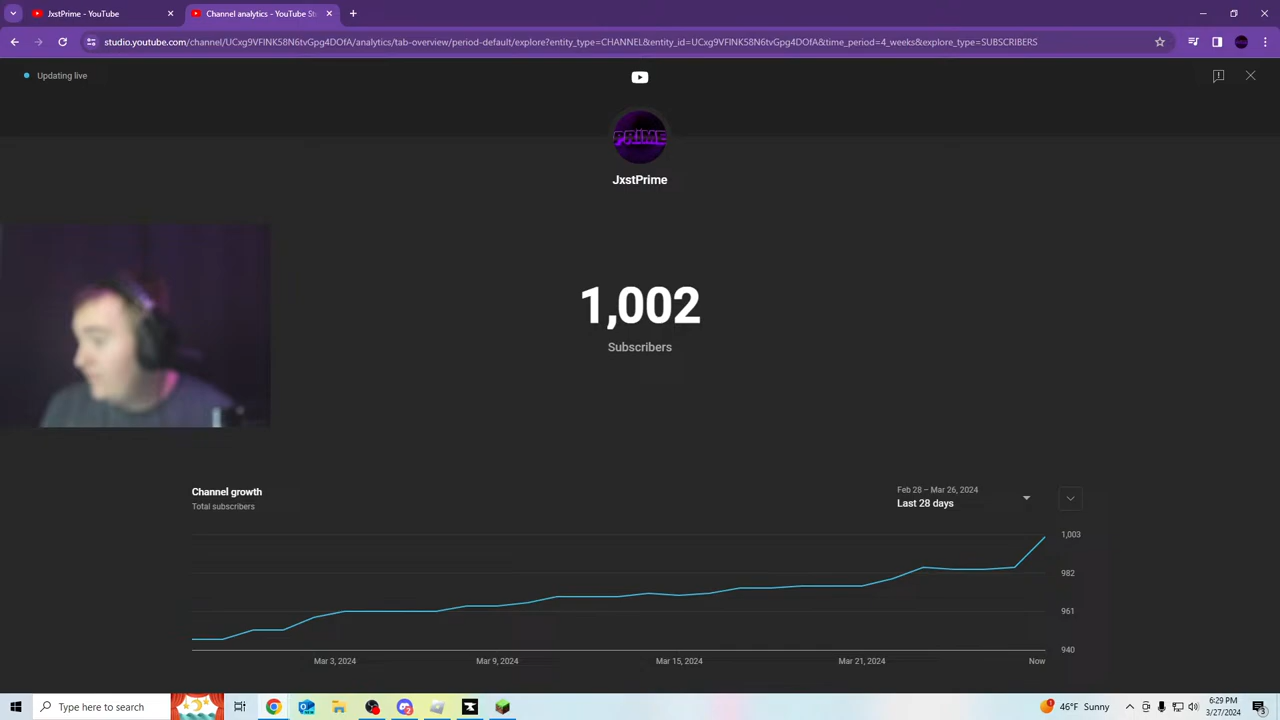 JxstPrime - YouTube
Channel analytics - YouTube St
studio.youtube.com/channel/UCxg9VFINK58N6tvGpg4DOfA/analytics/tab-overview/period-default/explore?entity_type=CHANNEL&entity_id=UCxg9VFINK58N6tvGpg4DOfA&time_period=4_weeks&explore_type=SUBSCRIBERS
Updating live
PRIME
JxstPrime
1,002
Subscribers
Channel growth
Total subscribers
Feb 28 – Mar 26, 2024
Last 28 days
1,003
982
961
940
Mar 3, 2024
Mar 9, 2024
Mar 15, 2024
Mar 21, 2024
Now
Type here to search
2
46°F Sunny
6:29 PM
3/27/2024
3